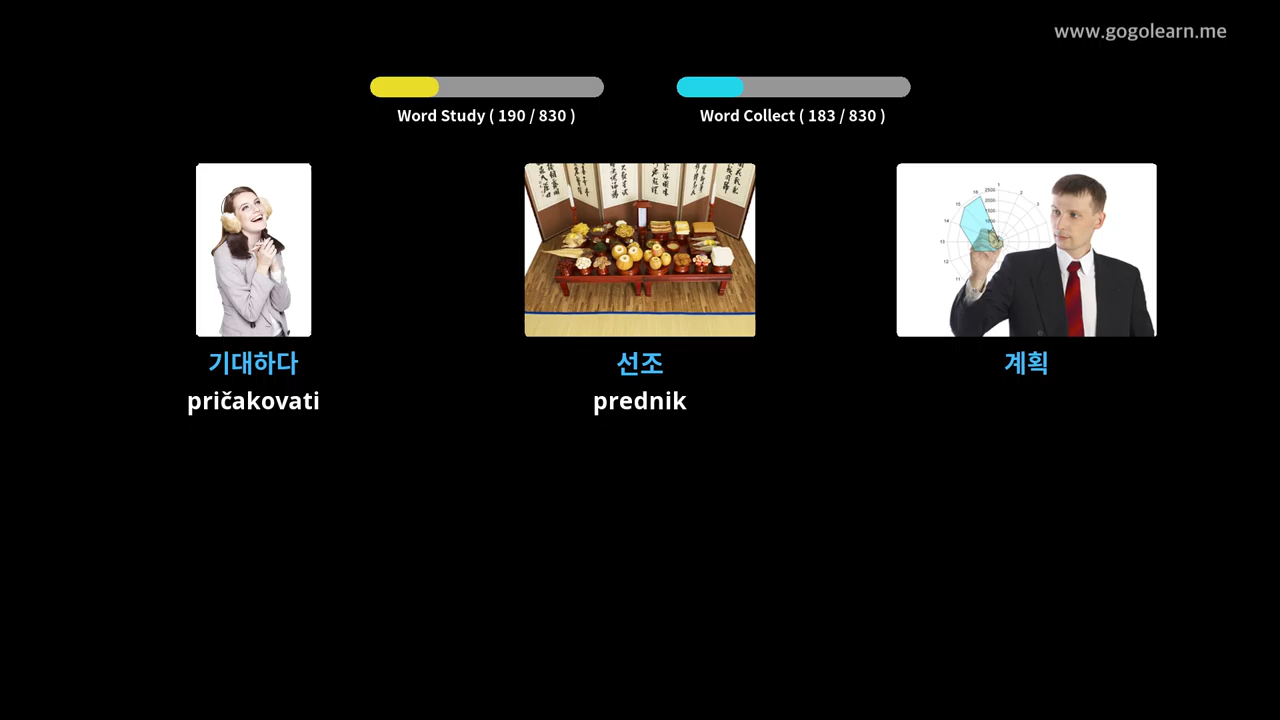 www.gogolearn.me
Word Study ( 190 / 830 )
Word Collect ( 183 / 830 )
기대하다
선조
계획
pričakovati
prednik